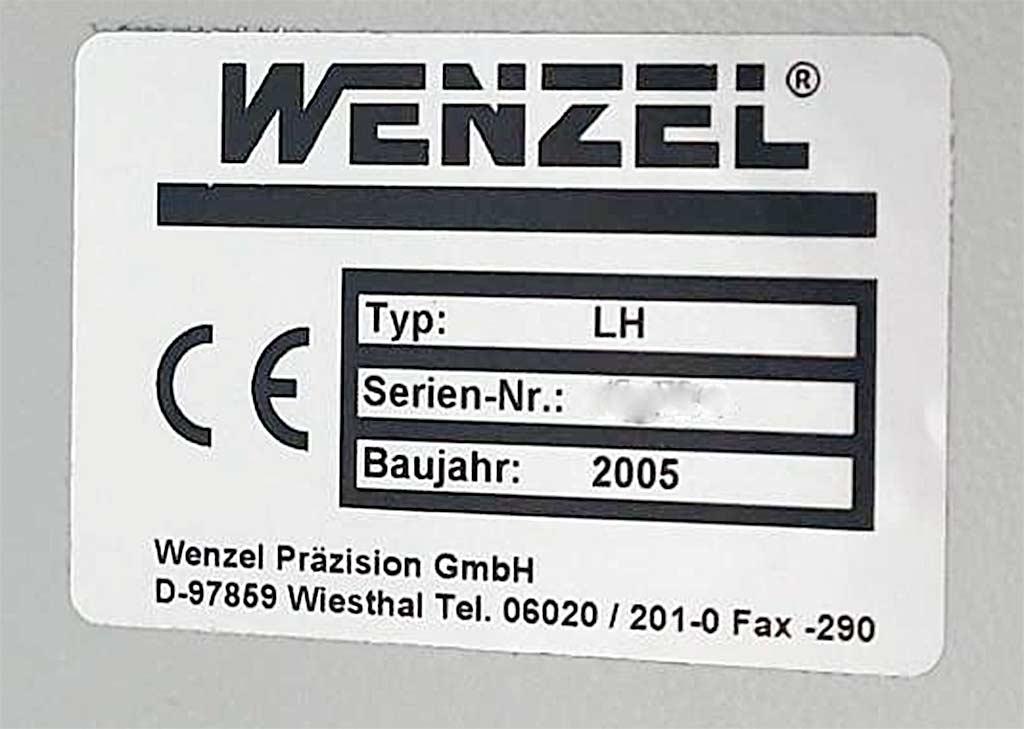 WENZEL®
CE
Typ: LH
Serien-Nr.:
Baujahr: 2005
Wenzel Präzision GmbH
D-97859 Wiesthal Tel. 06020 / 201-0 Fax -290